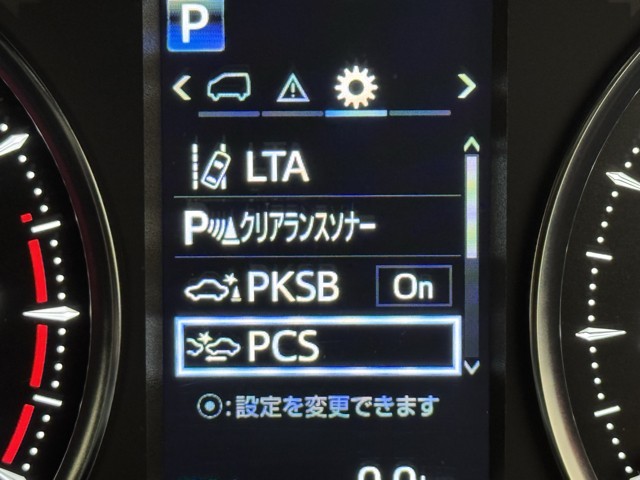 P
LTA
Pクリアランスソナー
PKSB On
PCS
:設定を変更できます